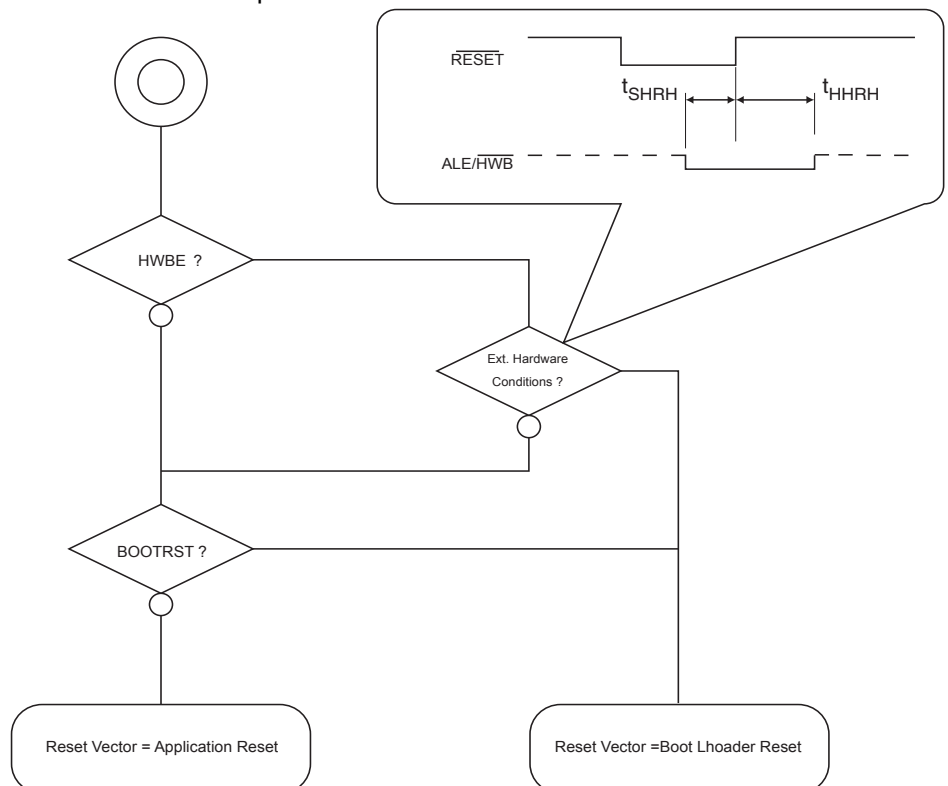 RESET
tSHRH
tHHRH
ALE/HWB
HWBE ?
Ext. Hardware
Conditions ?
BOOTRST ?
Reset Vector = Application Reset
Reset Vector =Boot Lhoader Reset